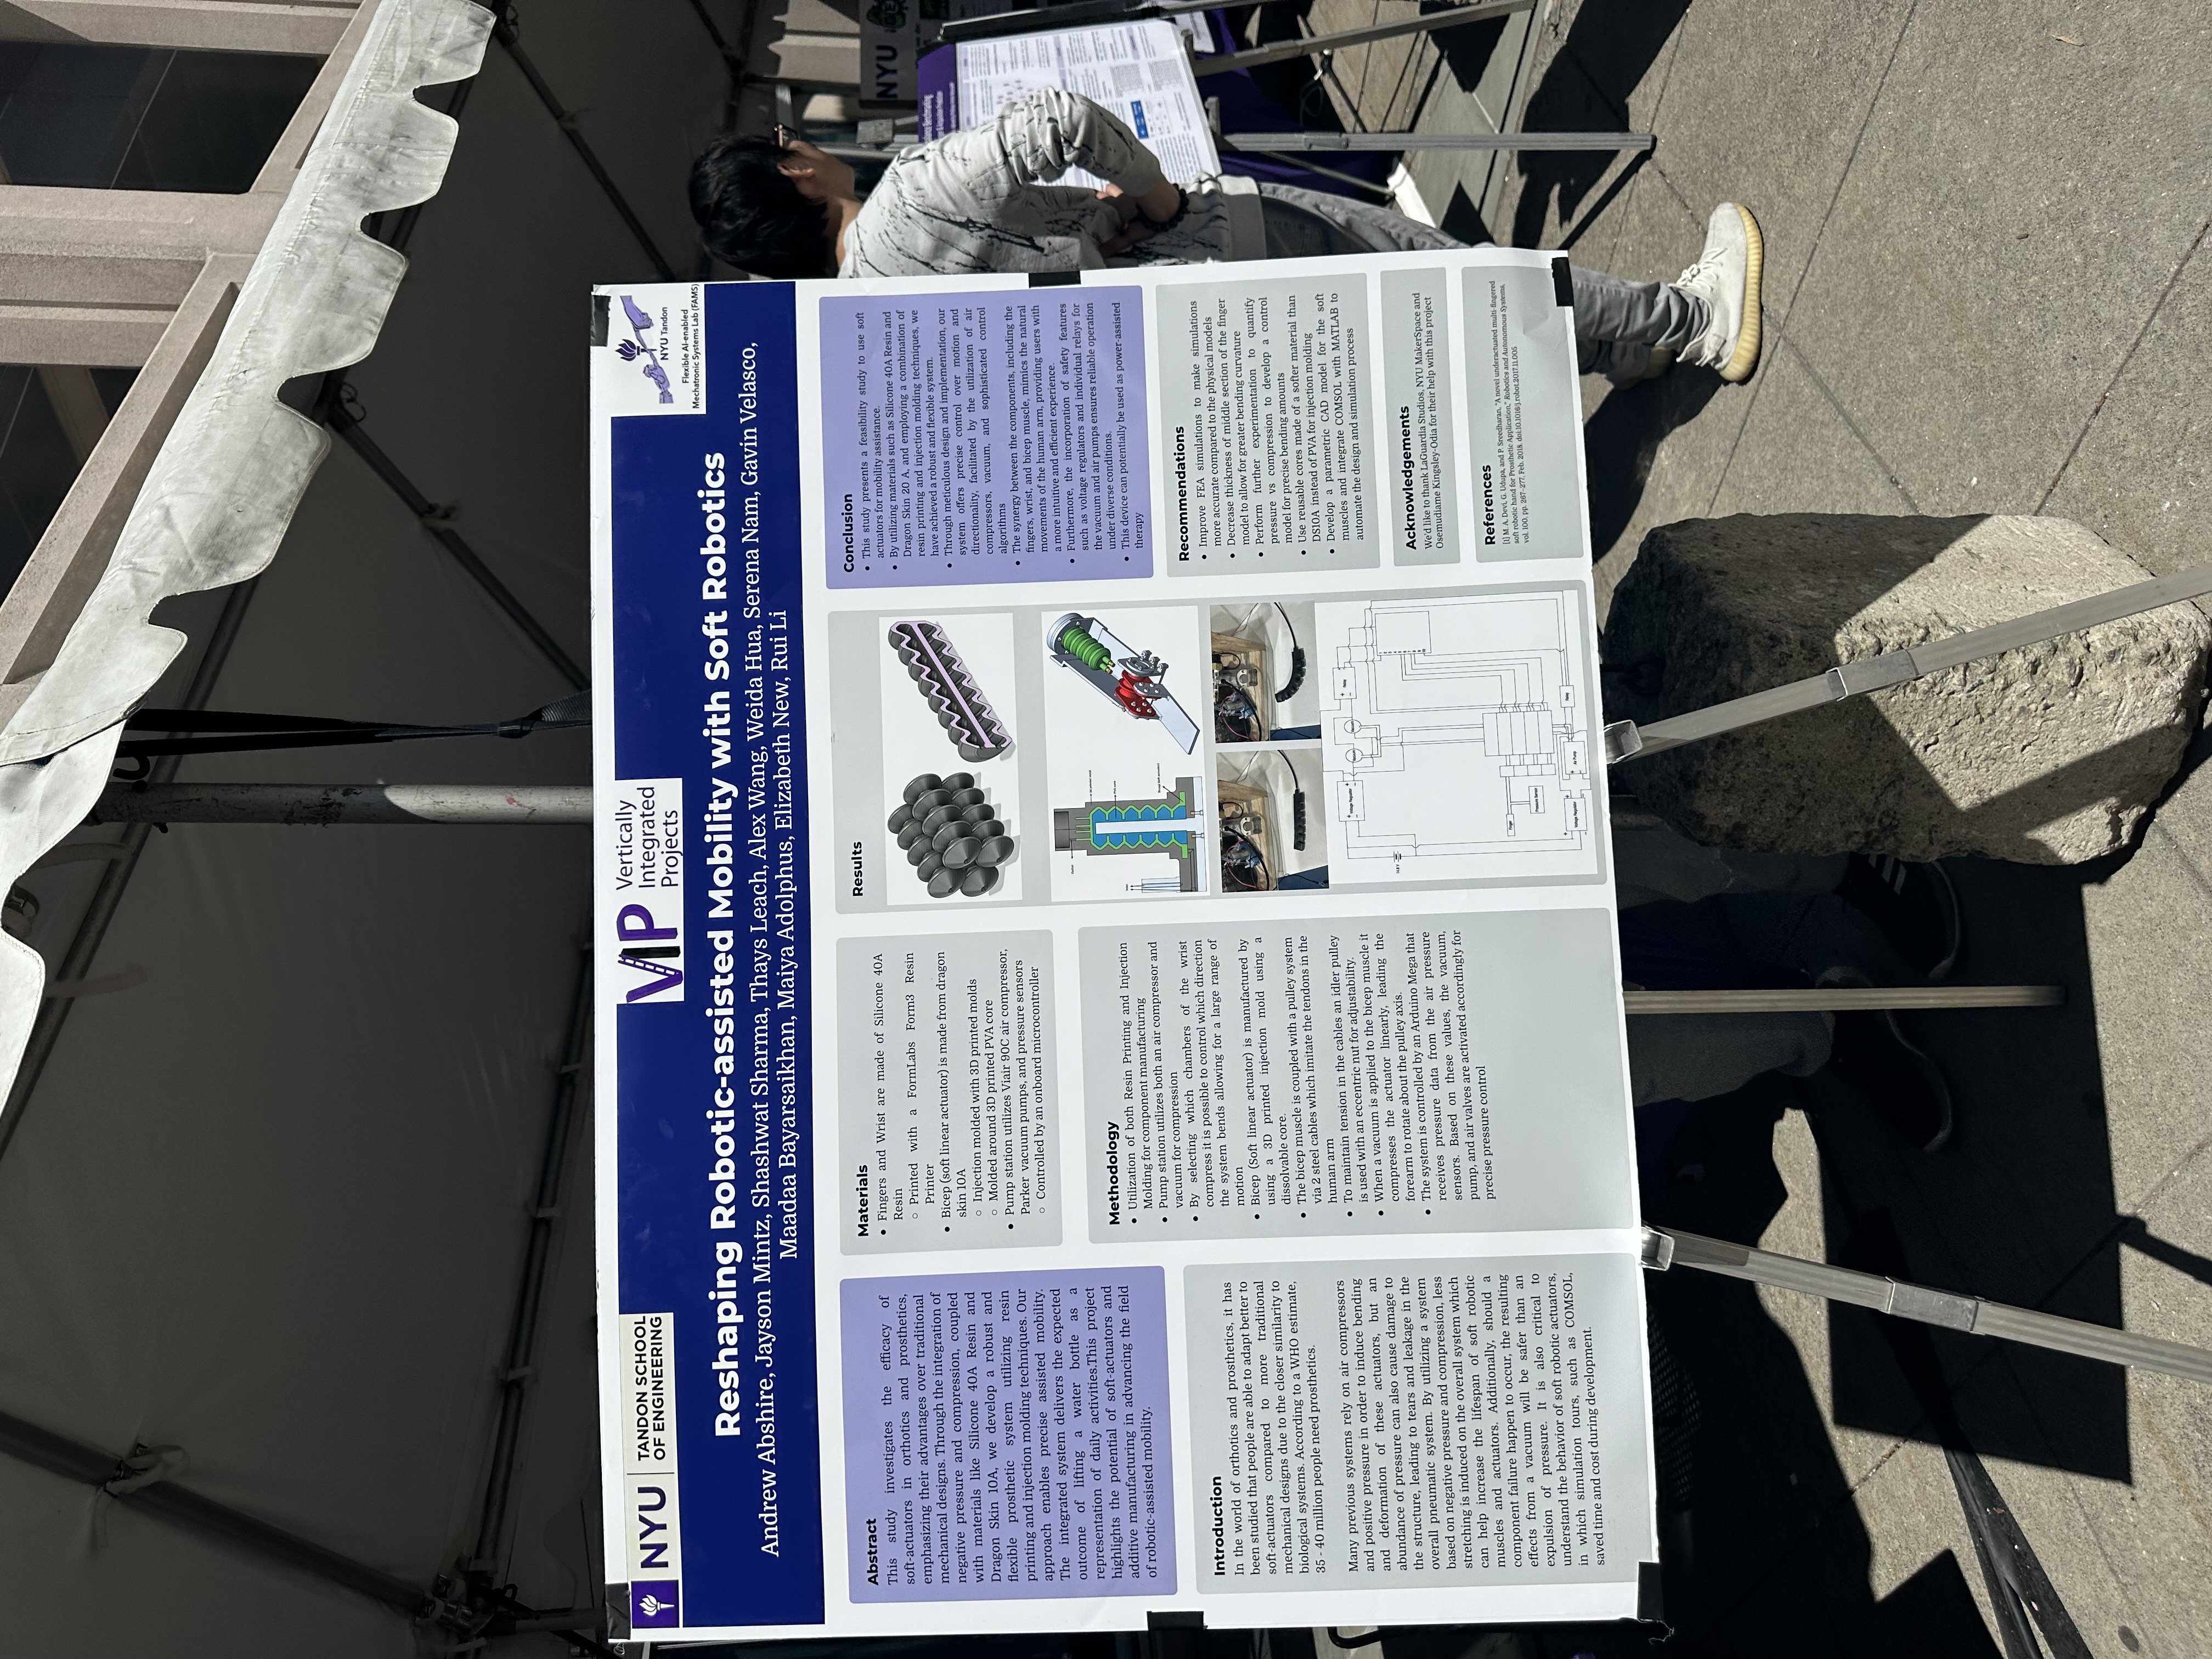 NYU
TANDON SCHOOL
OF ENGINEERING
VIP
Vertically
Integrated
Projects
NYU Tandon
Flexible AI-enabled
Mechatronic Systems Lab (FAMS)
Reshaping Robotic-assisted Mobility with Soft Robotics
Andrew Abshire, Jayson Mintz, Shashwat Sharma, Thays Leach, Alex Wang, Weida Hua, Serena Nam, Gavin Velasco,
Maadaa Bayarsaikhan, Maiya Adolphus, Elizabeth New, Rui Li
Abstract
This study investigates the efficacy of
soft-actuators in orthotics and prosthetics,
emphasizing their advantages over traditional
mechanical designs. Through the integration of
negative pressure and compression, coupled
with materials like Silicone 40A Resin and
Dragon Skin 10A, we develop a robust and
flexible prosthetic system utilizing resin
printing and injection molding techniques. Our
approach enables precise assisted mobility.
The integrated system delivers the expected
outcome of lifting a water bottle as a
representation of daily activities.This project
highlights the potential of soft-actuators and
additive manufacturing in advancing the field
of robotic-assisted mobility.
Introduction
In the world of orthotics and prosthetics, it has
been studied that people are able to adapt better to
soft-actuators compared to more traditional
mechanical designs due to the closer similarity to
biological systems. According to a WHO estimate,
35 - 40 million people need prosthetics.
Many previous systems rely on air compressors
and positive pressure in order to induce bending
and deformation of these actuators, but an
abundance of pressure can also cause damage to
the structure, leading to tears and leakage in the
overall pneumatic system. By utilizing a system
based on negative pressure and compression, less
stretching is induced on the overall system which
can help increase the lifespan of soft robotic
muscles and actuators. Additionally, should a
component failure happen to occur, the resulting
effects from a vacuum will be safer than an
expulsion of pressure. It is also critical to
understand the behavior of soft robotic actuators,
in which simulation tours, such as COMSOL,
saved time and cost during development.
Materials
● Fingers and Wrist are made of Silicone 40A
Resin
○ Printed with a FormLabs Form3 Resin
Printer
● Bicep (soft linear actuator) is made from dragon
skin 10A
○ Injection molded with 3D printed molds
○ Molded around 3D printed PVA core
● Pump station utilizes Viair 90C air compressor,
Parker vacuum pumps, and pressure sensors
○ Controlled by an onboard microcontroller
Methodology
● Utilization of both Resin Printing and Injection
Molding for component manufacturing
● Pump station utilizes both an air compressor and
vacuum for compression
● By selecting which chambers of the wrist
compress it is possible to control which direction
the system bends allowing for a large range of
motion
● Bicep (Soft linear actuator) is manufactured by
using a 3D printed injection mold using a
dissolvable core.
● The bicep muscle is coupled with a pulley system
via 2 steel cables which imitate the tendons in the
human arm
● To maintain tension in the cables an idler pulley
is used with an eccentric nut for adjustability.
● When a vacuum is applied to the bicep muscle it
compresses the actuator linearly, leading the
forearm to rotate about the pulley axis.
● The system is controlled by an Arduino Mega that
receives pressure data from the air pressure
sensors. Based on these values, the vacuum,
pump, and air valves are activated accordingly for
precise pressure control
Results
Voltage Regulator
Relay
14.8 V
Finger
Pressure Sensor
Voltage Regulator
Air Pump
Relay
Conclusion
● This study presents a feasibility study to use soft
actuators for mobility assistance.
● By utilizing materials such as Silicone 40A Resin and
Dragon Skin 20 A, and employing a combination of
resin printing and injection molding techniques, we
have achieved a robust and flexible system.
● Through meticulous design and implementation, our
system offers precise control over motion and
directionality, facilitated by the utilization of air
compressors, vacuum, and sophisticated control
algorithms
● The synergy between the components, including the
fingers, wrist, and bicep muscle, mimics the natural
movements of the human arm, providing users with
a more intuitive and efficient experience.
● Furthermore, the incorporation of safety features
such as voltage regulators and individual relays for
the vacuum and air pumps ensures reliable operation
under diverse conditions.
● This device can potentially be used as power-assisted
therapy
Recommendations
● Improve FEA simulations to make simulations
more accurate compared to the physical models
● Decrease thickness of middle section of the finger
model to allow for greater bending curvature
● Perform further experimentation to quantify
pressure vs compression to develop a control
model for precise bending amounts
● Use reusable cores made of a softer material than
DS10A instead of PVA for injection molding
● Develop a parametric CAD model for the soft
muscles and integrate COMSOL with MATLAB to
automate the design and simulation process
Acknowledgements
We'd like to thank LaGuardia Studios, NYU MakerSpace and
Osemudiame Kingsley-Odia for their help with this project
References
[1] M. A. Devi, G. Udupa, and P. Sreedharan, "A novel underactuated multi-fingered
soft robotic hand for Prosthetic Application," Robotics and Autonomous Systems,
vol. 100, pp. 267–277, Feb. 2018. doi:10.1016/j.robot.2017.11.005
NYU